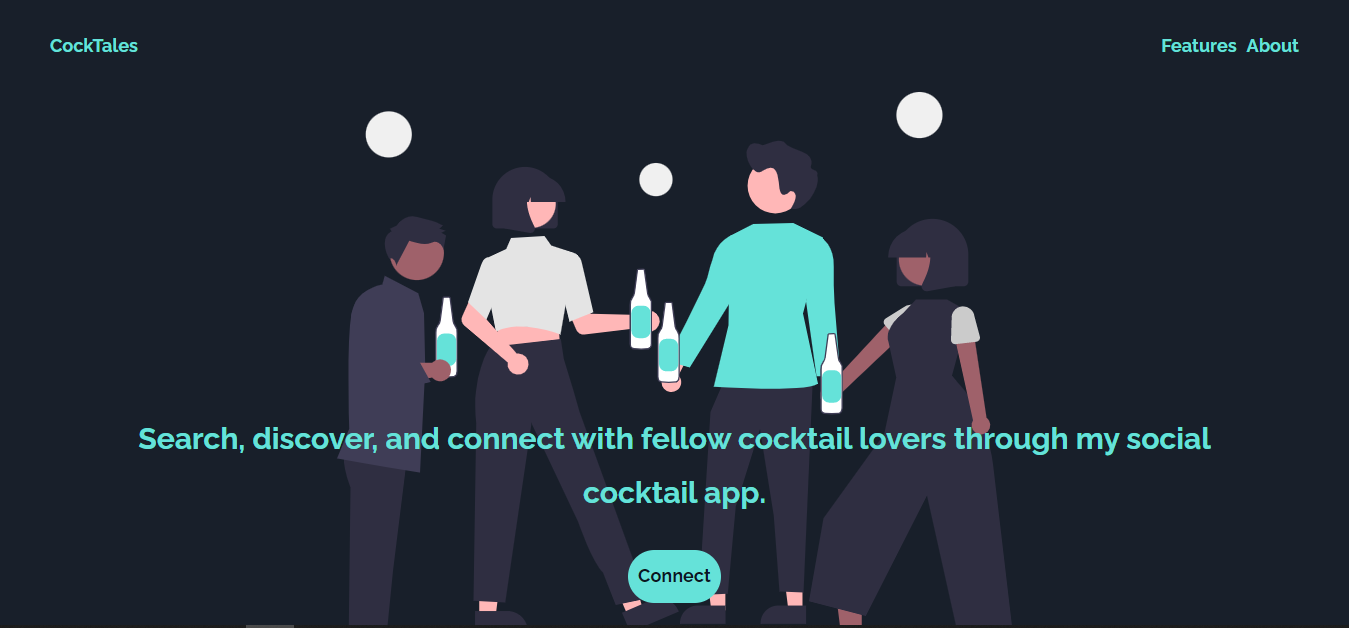 CockTales
Features About
Search, discover, and connect with fellow cocktail lovers through my social
cocktail app.
Connect